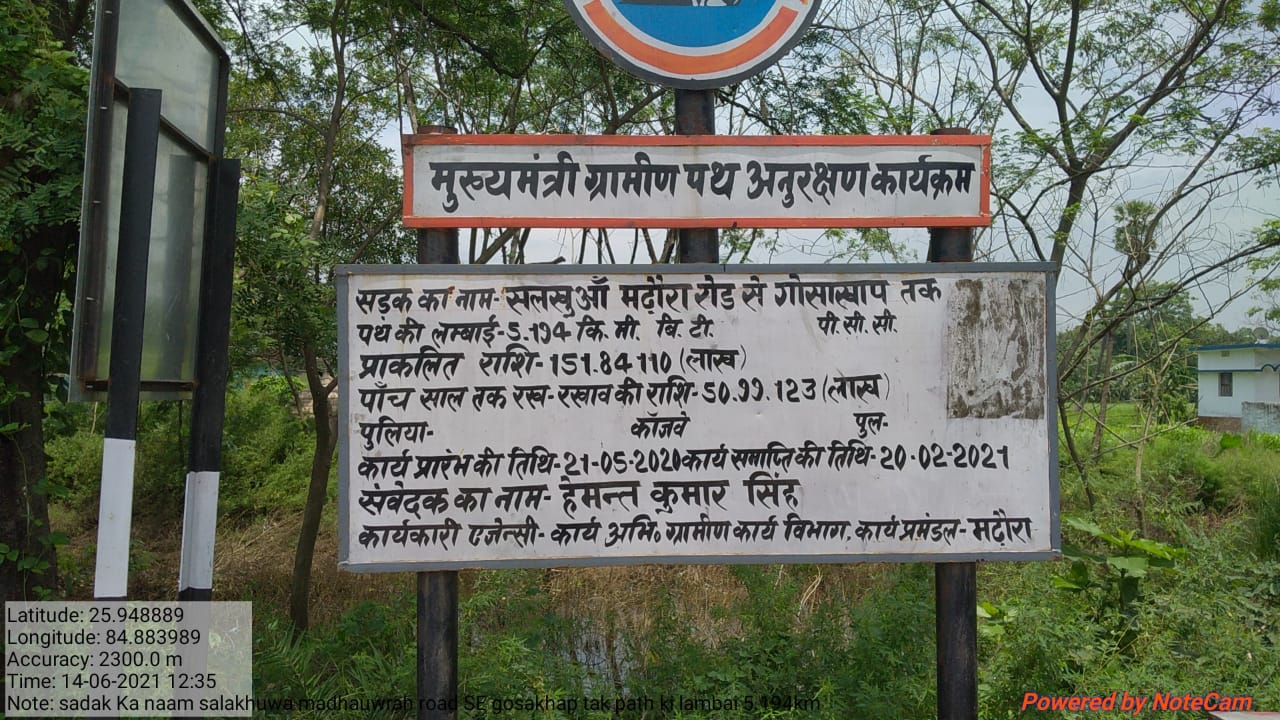 मुख्यमंत्री ग्रामीण पथ अनुरक्षण कार्यक्रम
सड़क का नाम- सलखुआँ मढ़ौरा रोड से गोसाखाप तक
पथ की लम्बाई-5.194 कि. मी. बि. टी. पी. सी. सी.
प्राकलित राशि-151.84110 (लाख)
पाँच साल तक रख-रखाव की राशि-50.99.123 (लाख)
पुलिया- कॉजवे पुल-
कार्य प्रारंभ की तिथि-21-05-2020 कार्य समाप्ति की तिथि-20-02-2021
संवेदक का नाम- हेमन्त कुमार सिंह
कार्यकारी एजेन्सी- कार्य अभि० ग्रामीण कार्य विभाग, कार्य प्रमंडल- मढ़ौरा
Latitude: 25.948889
Longitude: 84.883989
Accuracy: 2300.0 m
Time: 14-06-2021 12:35
Note: sadak Ka naam salakhuwa madhauwrah road SE gosakhap tak path ki lambai 5.194km
Powered by NoteCam